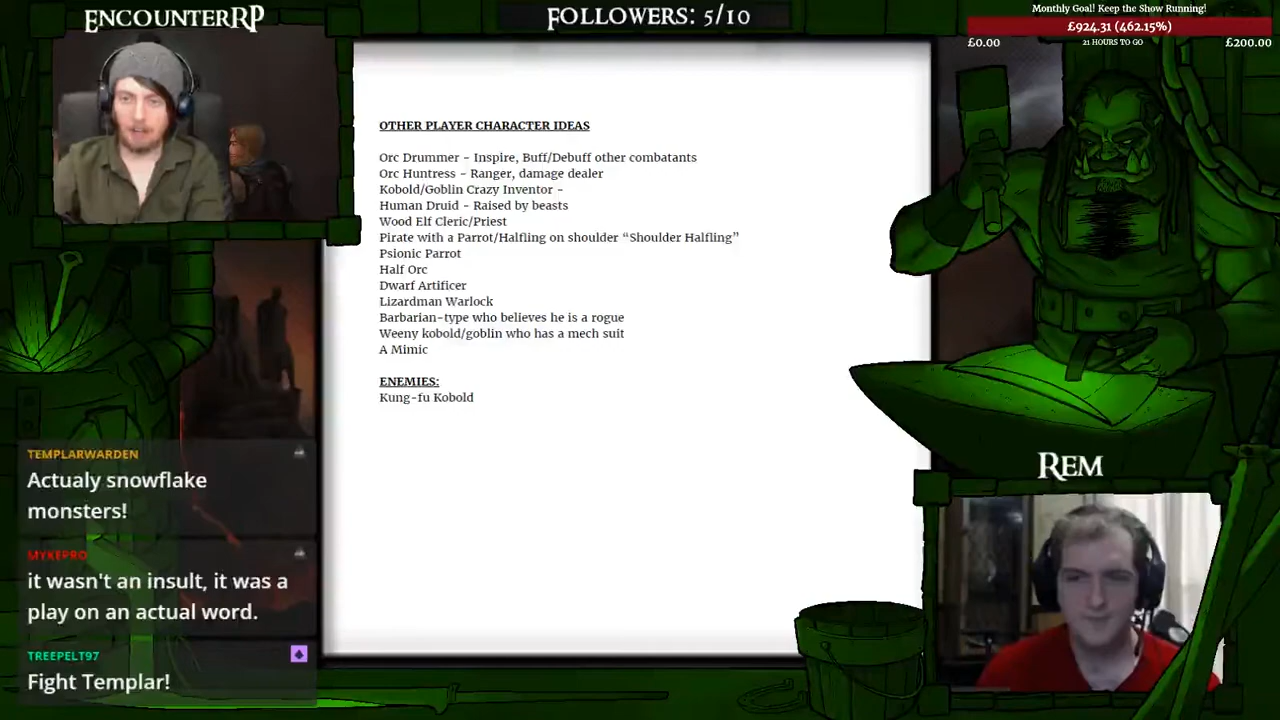 ENCOUNTERRP
FOLLOWERS: 5/10
Monthly Goal! Keep the Show Running!
£924.31 (462.15%)
£0.00
21 HOURS TO GO
£200.00
OTHER PLAYER CHARACTER IDEAS
Orc Drummer - Inspire, Buff/Debuff other combatants
Orc Huntress - Ranger, damage dealer
Kobold/Goblin Crazy Inventor -
Human Druid - Raised by beasts
Wood Elf Cleric/Priest
Pirate with a Parrot/Halfling on shoulder “Shoulder Halfling”
Psionic Parrot
Half Orc
Dwarf Artificer
Lizardman Warlock
Barbarian-type who believes he is a rogue
Weeny kobold/goblin who has a mech suit
A Mimic
ENEMIES:
Kung-fu Kobold
TEMPLARWARDEN
Actualy snowflake
monsters!
MYKEPRO
it wasn't an insult, it was a
play on an actual word.
TREEPELT97
Fight Templar!
REM